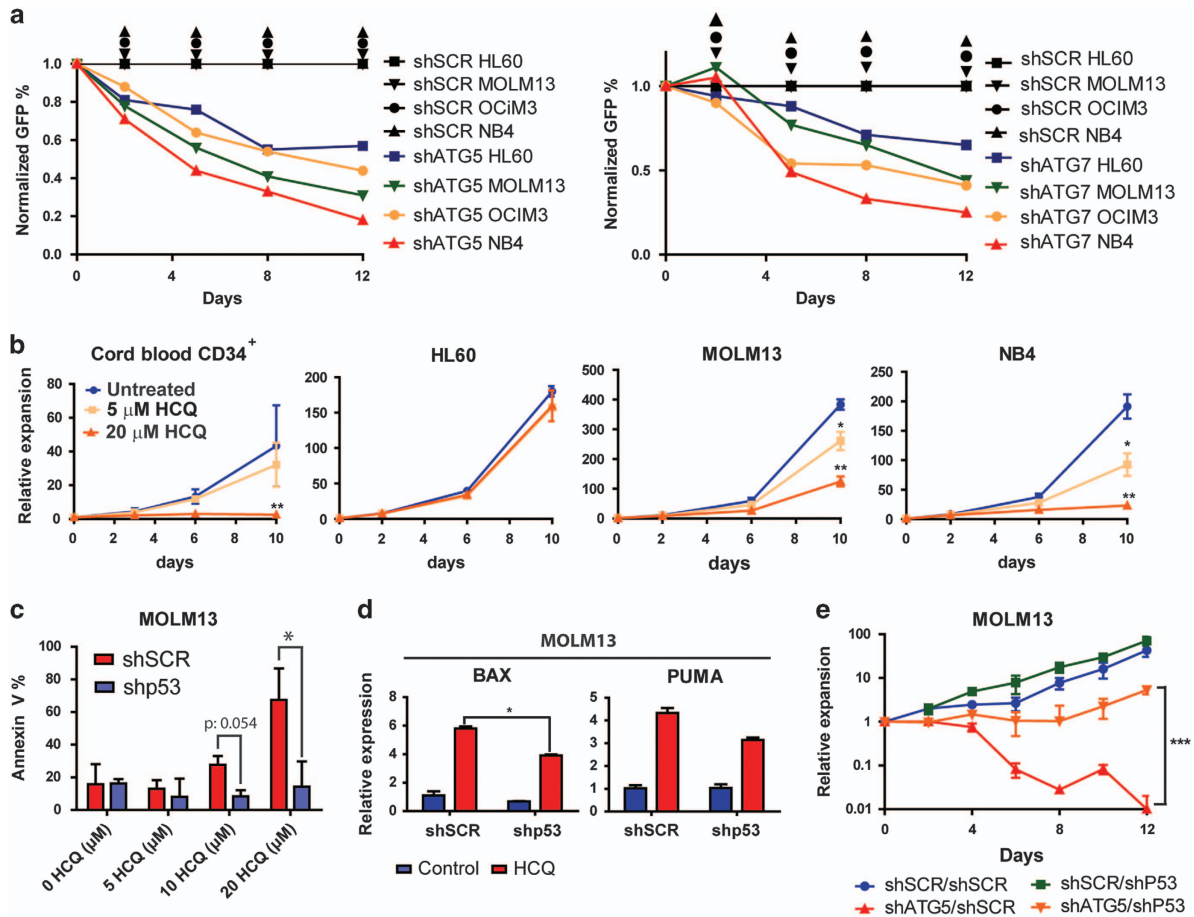 a
Normalized GFP %
1.0
0.8
0.6
0.4
0.2
0.0
0 4 8 12
Days
shSCR HL60
shSCR MOLM13
shSCR OCiM3
shSCR NB4
shATG5 HL60
shATG5 MOLM13
shATG5 OCIM3
shATG5 NB4
Normalized GFP %
1.0
0.5
0.0
0 4 8 12
Days
shSCR HL60
shSCR MOLM13
shSCR OCIM3
shSCR NB4
shATG7 HL60
shATG7 MOLM13
shATG7 OCIM3
shATG7 NB4
b
Cord blood CD34+
Relative expansion
80
60
40
20
0
Untreated
5 μM HCQ
20 μM HCQ
**
0 2 4 6 8 10
days
HL60
200
150
100
50
0
0 2 4 6 8 10
days
MOLM13
500
400
300
200
100
0
*
**
0 2 4 6 8 10
days
NB4
250
200
150
100
50
0
*
**
0 2 4 6 8 10
days
c
MOLM13
Annexin V %
100
80
60
40
20
0
shSCR
shp53
p: 0.054
*
0 HCQ (μM)
5 HCQ (μM)
10 HCQ (μM)
20 HCQ (μM)
d
MOLM13
BAX
Relative expression
8
6
4
2
0
*
shSCR shp53
PUMA
5
4
3
2
1
0
shSCR shp53
Control HCQ
e
MOLM13
Relative expansion
100
10
1
0.1
0.01
***
0 4 8 12
Days
shSCR/shSCR shSCR/shP53
shATG5/shSCR shATG5/shP53